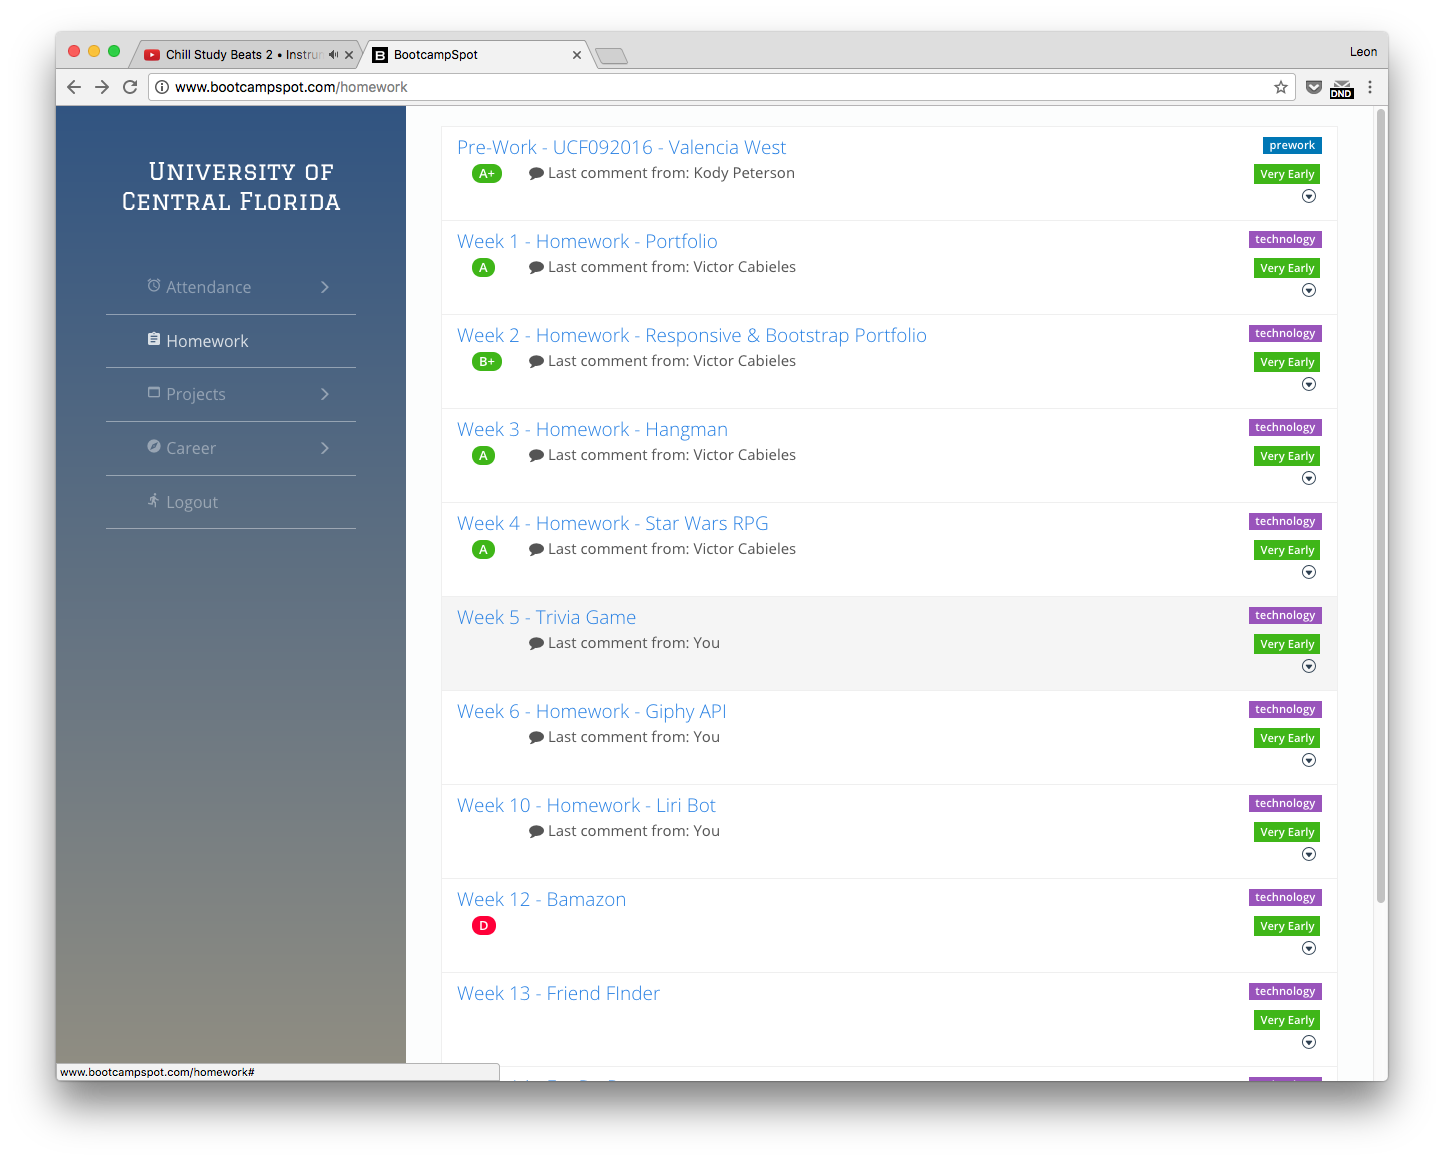 Chill Study Beats 2 • Instru
BootcampSpot
Leon
www.bootcampspot.com/homework
DND
University of
Central Florida
Attendance
Homework
Projects
Career
Logout
Pre-Work - UCF092016 - Valencia West
prework
A+
Last comment from: Kody Peterson
Very Early
Week 1 - Homework - Portfolio
technology
A
Last comment from: Victor Cabieles
Very Early
Week 2 - Homework - Responsive & Bootstrap Portfolio
technology
B+
Last comment from: Victor Cabieles
Very Early
Week 3 - Homework - Hangman
technology
A
Last comment from: Victor Cabieles
Very Early
Week 4 - Homework - Star Wars RPG
technology
A
Last comment from: Victor Cabieles
Very Early
Week 5 - Trivia Game
technology
Last comment from: You
Very Early
Week 6 - Homework - Giphy API
technology
Last comment from: You
Very Early
Week 10 - Homework - Liri Bot
technology
Last comment from: You
Very Early
Week 12 - Bamazon
technology
D
Very Early
Week 13 - Friend FInder
technology
Very Early
www.bootcampspot.com/homework#